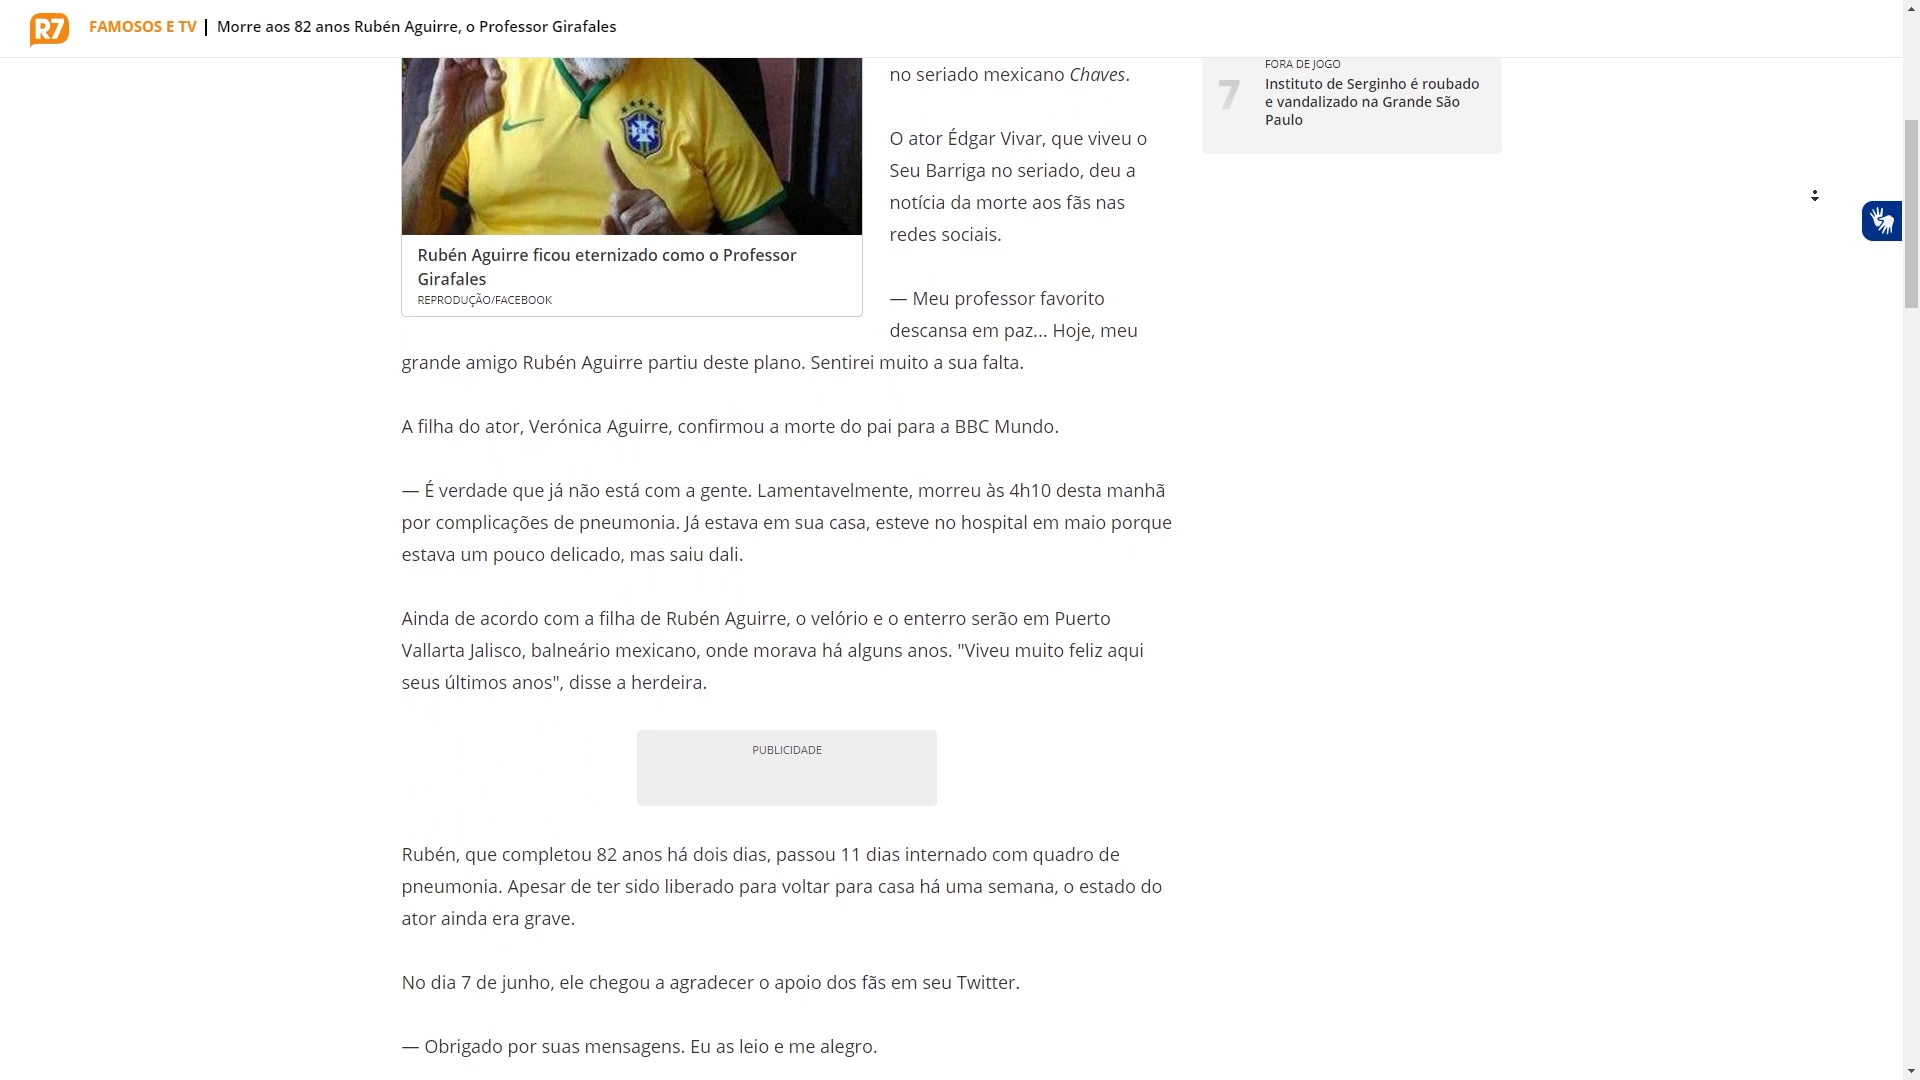 R7
FAMOSOS E TV | Morre aos 82 anos Rubén Aguirre, o Professor Girafales
no seriado mexicano Chaves.
O ator Édgar Vivar, que viveu o
Seu Barriga no seriado, deu a
notícia da morte aos fãs nas
redes sociais.
Rubén Aguirre ficou eternizado como o Professor
Girafales
REPRODUÇÃO/FACEBOOK
— Meu professor favorito
descansa em paz... Hoje, meu
grande amigo Rubén Aguirre partiu deste plano. Sentirei muito a sua falta.
A filha do ator, Verónica Aguirre, confirmou a morte do pai para a BBC Mundo.
— É verdade que já não está com a gente. Lamentavelmente, morreu às 4h10 desta manhã
por complicações de pneumonia. Já estava em sua casa, esteve no hospital em maio porque
estava um pouco delicado, mas saiu dali.
Ainda de acordo com a filha de Rubén Aguirre, o velório e o enterro serão em Puerto
Vallarta Jalisco, balneário mexicano, onde morava há alguns anos. "Viveu muito feliz aqui
seus últimos anos", disse a herdeira.
PUBLICIDADE
Rubén, que completou 82 anos há dois dias, passou 11 dias internado com quadro de
pneumonia. Apesar de ter sido liberado para voltar para casa há uma semana, o estado do
ator ainda era grave.
No dia 7 de junho, ele chegou a agradecer o apoio dos fãs em seu Twitter.
— Obrigado por suas mensagens. Eu as leio e me alegro.
7
FORA DE JOGO
Instituto de Serginho é roubado
e vandalizado na Grande São
Paulo